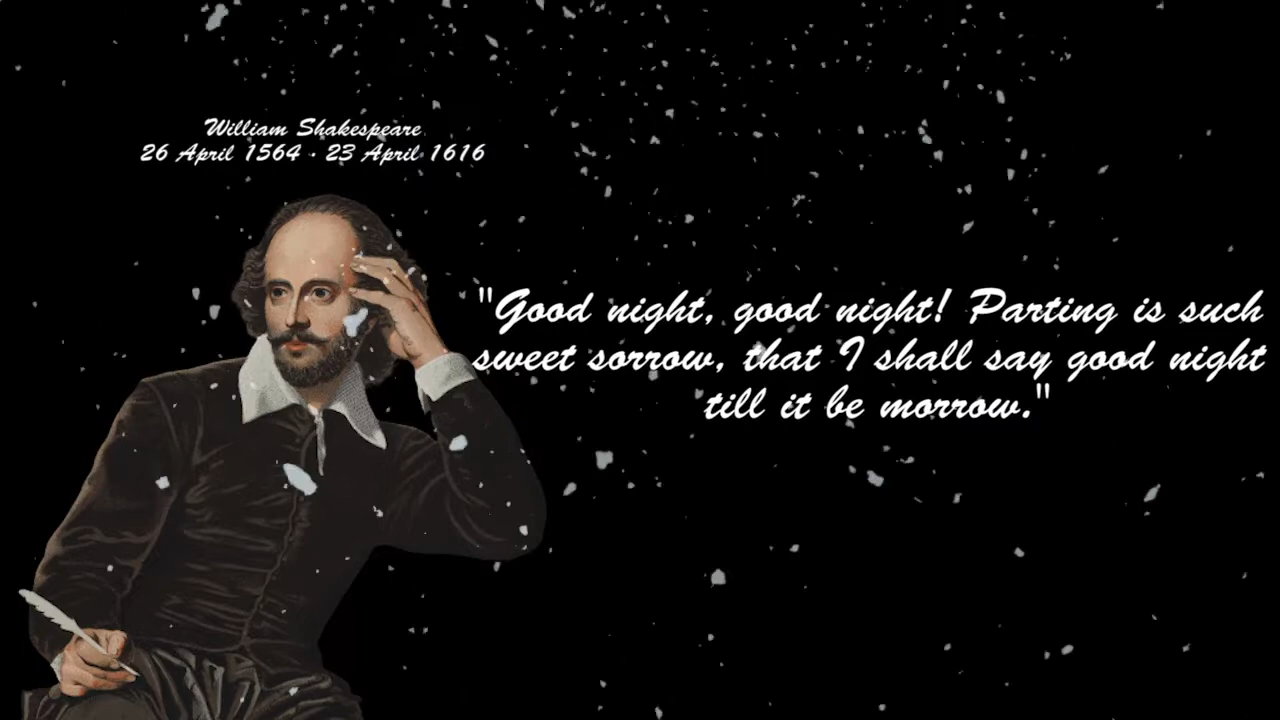 William Shakespeare
26 April 1564 - 23 April 1616
"Good night, good night! Parting is such
sweet sorrow, that I shall say good night
till it be morrow."